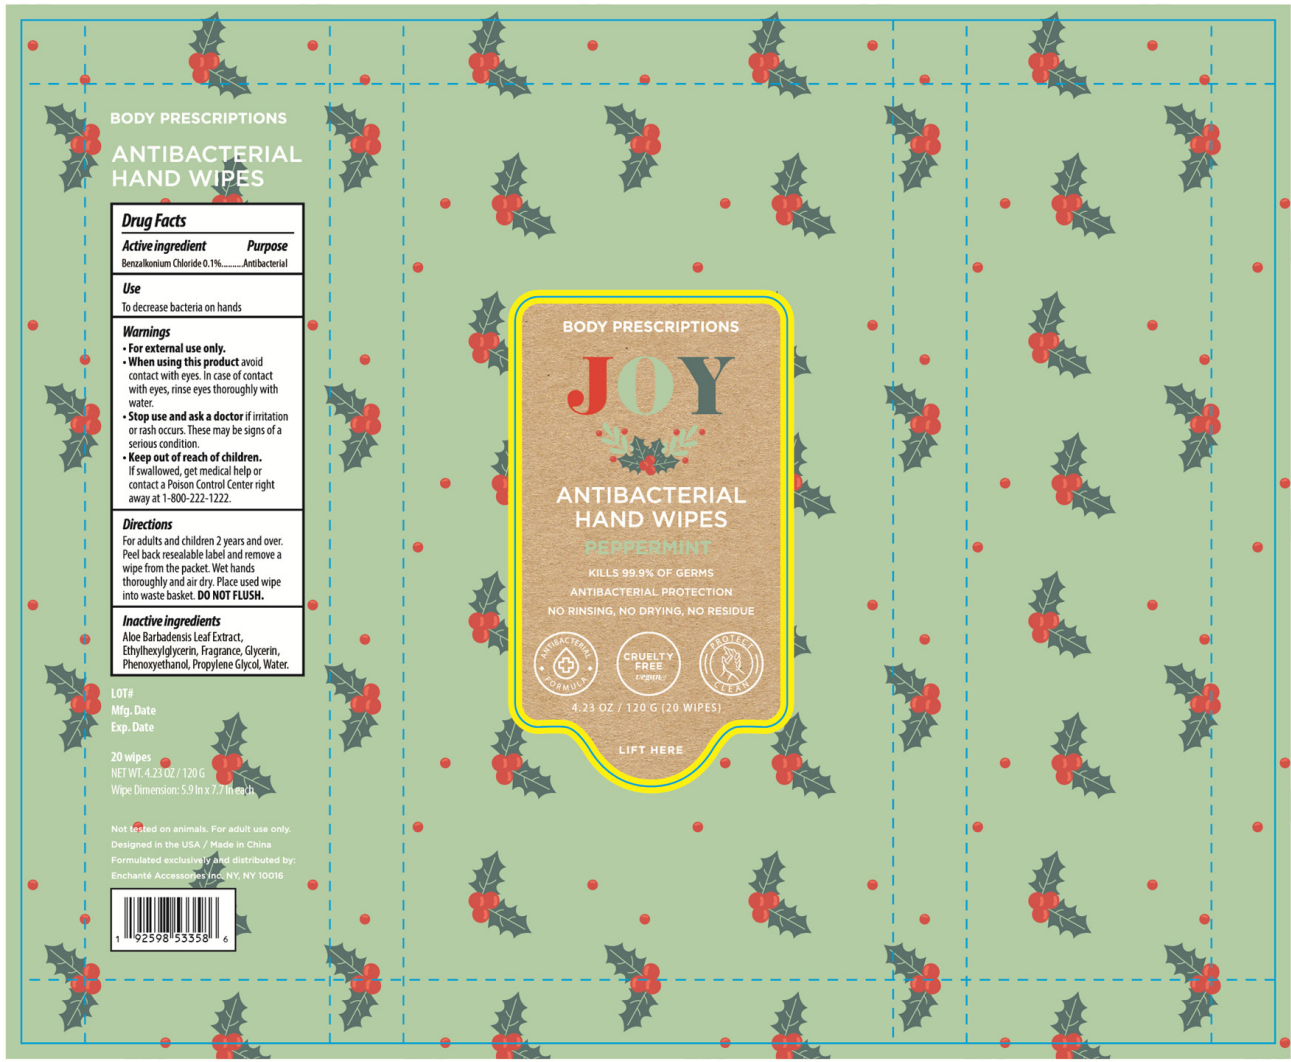 BODY PRESCRIPTIONS
ANTIBACTERIAL
HAND WIPES
Drug Facts
Active ingredient Purpose
Benzalkonium Chloride 0.1%..........Antibacterial
Use
To decrease bacteria on hands
Warnings
• For external use only.
• When using this product avoid
contact with eyes. In case of contact
with eyes, rinse eyes thoroughly with
water.
• Stop use and ask a doctor if irritation
or rash occurs. These may be signs of a
serious condition.
• Keep out of reach of children.
If swallowed, get medical help or
contact a Poison Control Center right
away at 1-800-222-1222.
Directions
For adults and children 2 years and over.
Peel back resealable label and remove a
wipe from the packet. Wet hands
thoroughly and air dry. Place used wipe
into waste basket. DO NOT FLUSH.
Inactive ingredients
Aloe Barbadensis Leaf Extract,
Ethylhexylglycerin, Fragrance, Glycerin,
Phenoxyethanol, Propylene Glycol, Water.
LOT#
Mfg. Date
Exp. Date
20 wipes
NET WT. 4.23 OZ / 120 G
Wipe Dimension: 5.9 In x 7.7 In each
Not tested on animals. For adult use only.
Designed in the USA / Made in China
Formulated exclusively and distributed by:
Enchanté Accessories Inc. NY, NY 10016
1 92598 53358 6
BODY PRESCRIPTIONS
JOY
ANTIBACTERIAL
HAND WIPES
PEPPERMINT
KILLS 99.9% OF GERMS
ANTIBACTERIAL PROTECTION
NO RINSING, NO DRYING, NO RESIDUE
ANTIBACTERIAL
FORMULA
CRUELTY
FREE
vegan
PROTECT
CLEAN
4.23 OZ / 120 G (20 WIPES)
LIFT HERE